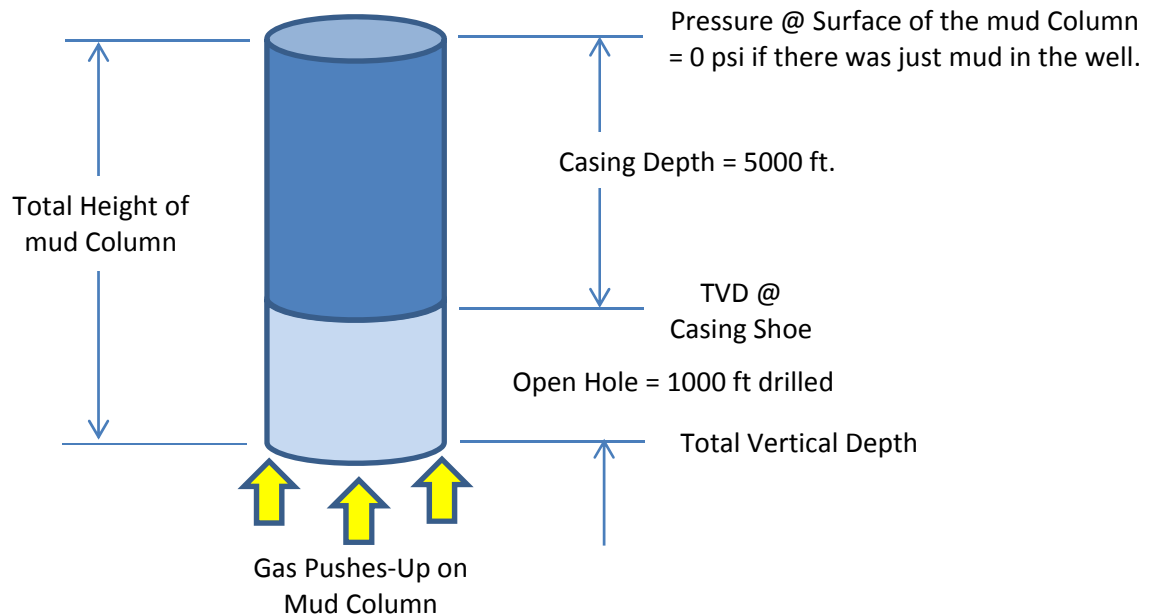 Pressure @ Surface of the mud Column
= 0 psi if there was just mud in the well.
Casing Depth = 5000 ft.
Total Height of
mud Column
TVD @
Casing Shoe
Open Hole = 1000 ft drilled
Total Vertical Depth
Gas Pushes-Up on
Mud Column